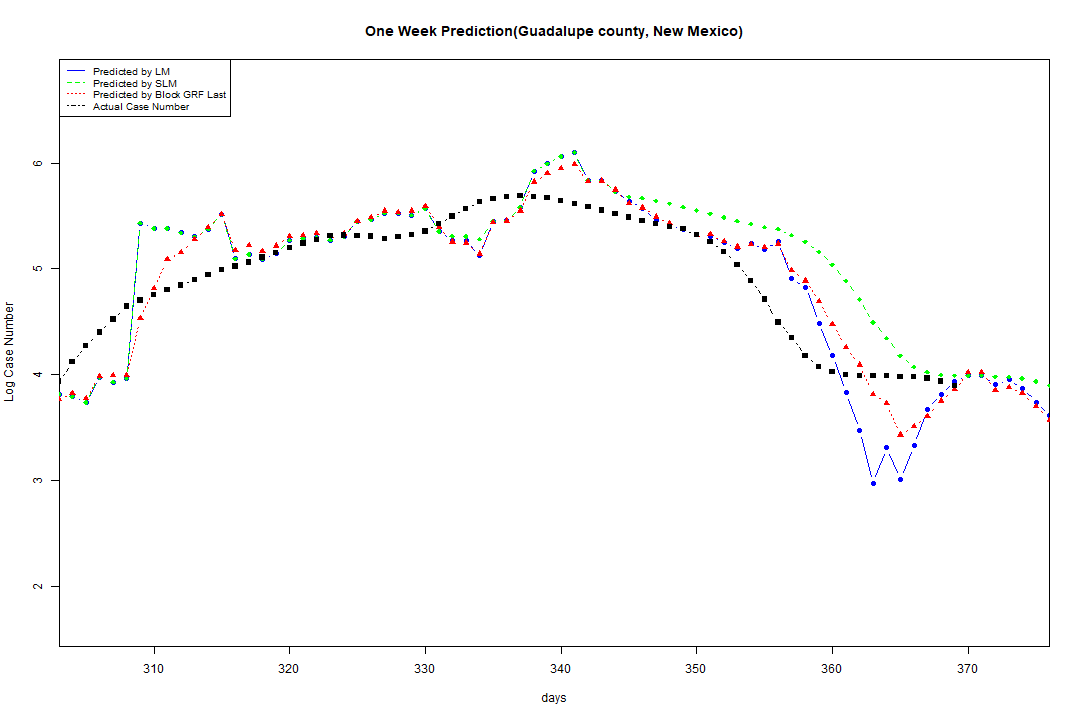 One Week Prediction(Guadalupe county, New Mexico)
Predicted by LM
Predicted by SLM
Predicted by Block GRF Last
Actual Case Number
6
5
4
3
2
Log Case Number
310 320 330 340 350 360 370
days